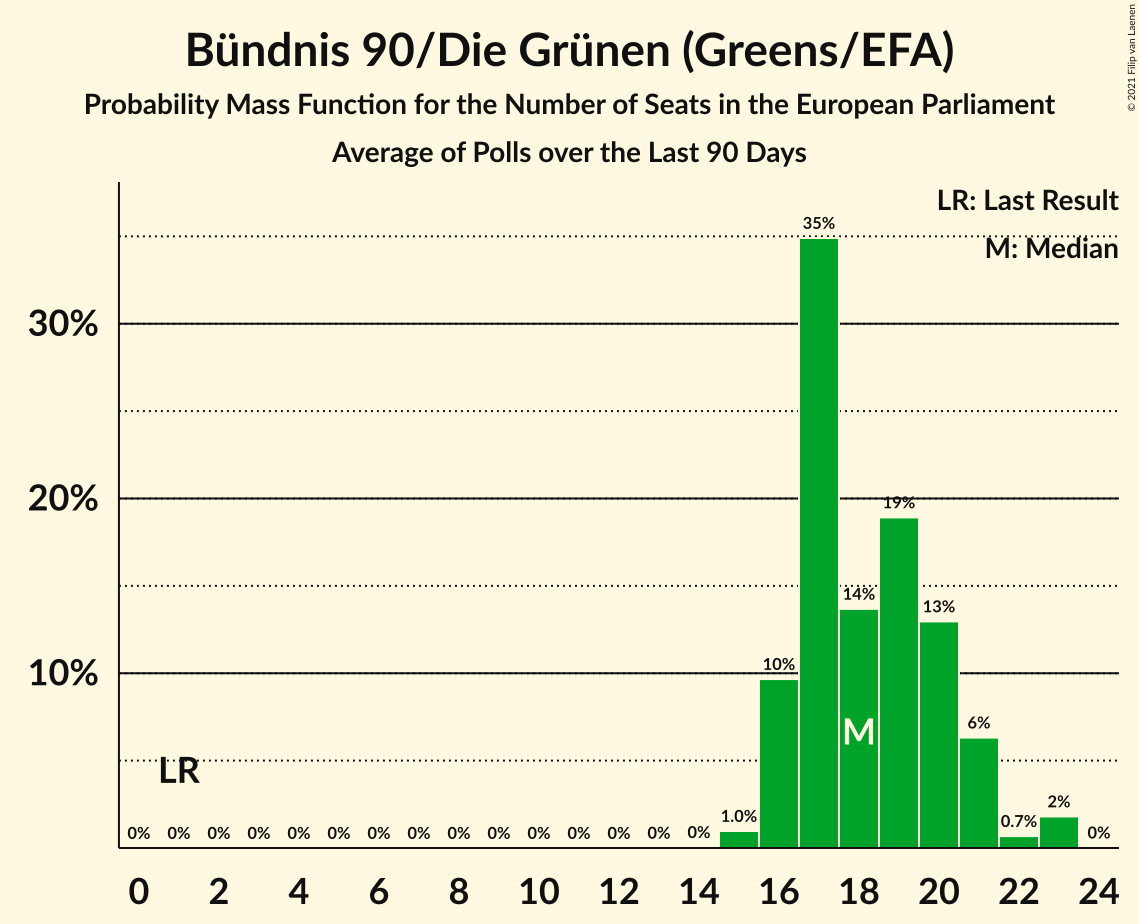 Bündnis 90/Die Grünen (Greens/EFA)
Probability Mass Function for the Number of Seats in the European Parliament
Average of Polls over the Last 90 Days
© 2021 Filip van Laenen
LR: Last Result
M: Median
35%
30%
20%
19%
14%
13%
10%
10%
M
6%
LR
2%
1.0%
0.7%
0% 0% 0% 0% 0% 0% 0% 0% 0% 0% 0% 0% 0% 0% 0% 0%
0 2 4 6 8 10 12 14 16 18 20 22 24